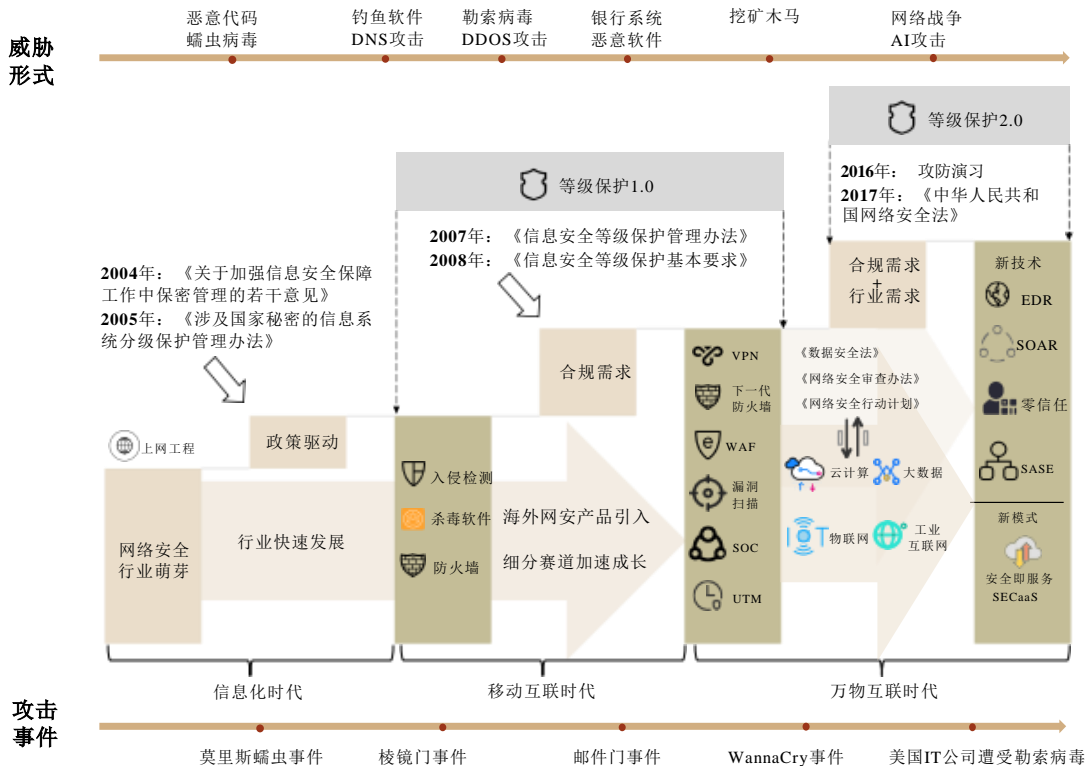 恶意代码
蠕虫病毒
钓鱼软件
DNS攻击
勒索病毒
DDOS攻击
银行系统
恶意软件
挖矿木马
网络战争
AI攻击
威胁
形式
等级保护2.0
2016年： 攻防演习
2017年：《中华人民共和
国网络安全法》
等级保护1.0
2007年：《信息安全等级保护管理办法》
2008年：《信息安全等级保护基本要求》
2004年：《关于加强信息安全保障
工作中保密管理的若干意见》
2005年：《涉及国家秘密的信息系
统分级保护管理办法》
上网工程
政策驱动
网络安全
行业萌芽
行业快速发展
入侵检测
杀毒软件
防火墙
合规需求
海外网安产品引入
细分赛道加速成长
VPN
下一代
防火墙
WAF
漏洞
扫描
SOC
UTM
合规需求
+
行业需求
《数据安全法》
《网络安全审查办法》
《网络安全行动计划》
云计算
大数据
物联网
工业
互联网
新技术
EDR
SOAR
零信任
SASE
新模式
安全即服务
SECaaS
信息化时代
移动互联时代
万物互联时代
攻击
事件
莫里斯蠕虫事件
棱镜门事件
邮件门事件
WannaCry事件
美国IT公司遭受勒索病毒